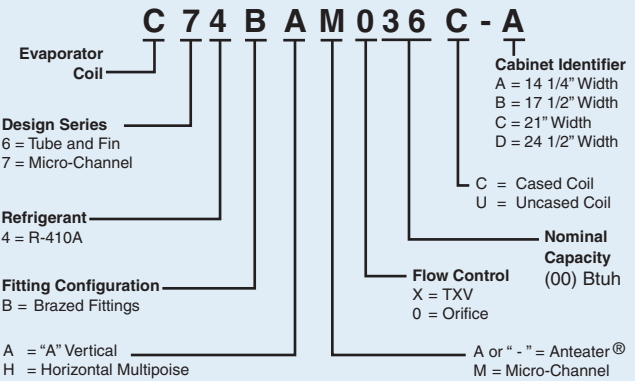 C 7 4 B A M 0 3 6 C - A
Evaporator
Coil
Cabinet Identifier
A = 14 1/4” Width
B = 17 1/2” Width
C = 21” Width
D = 24 1/2” Width
Design Series
6 = Tube and Fin
7 = Micro-Channel
C = Cased Coil
U = Uncased Coil
Refrigerant
4 = R-410A
Nominal
Capacity
(00) Btuh
Flow Control
X = TXV
0 = Orifice
Fitting Configuration
B = Brazed Fittings
A = “A” Vertical
H = Horizontal Multipoise
A or “ - ” = Anteater ®
M = Micro-Channel